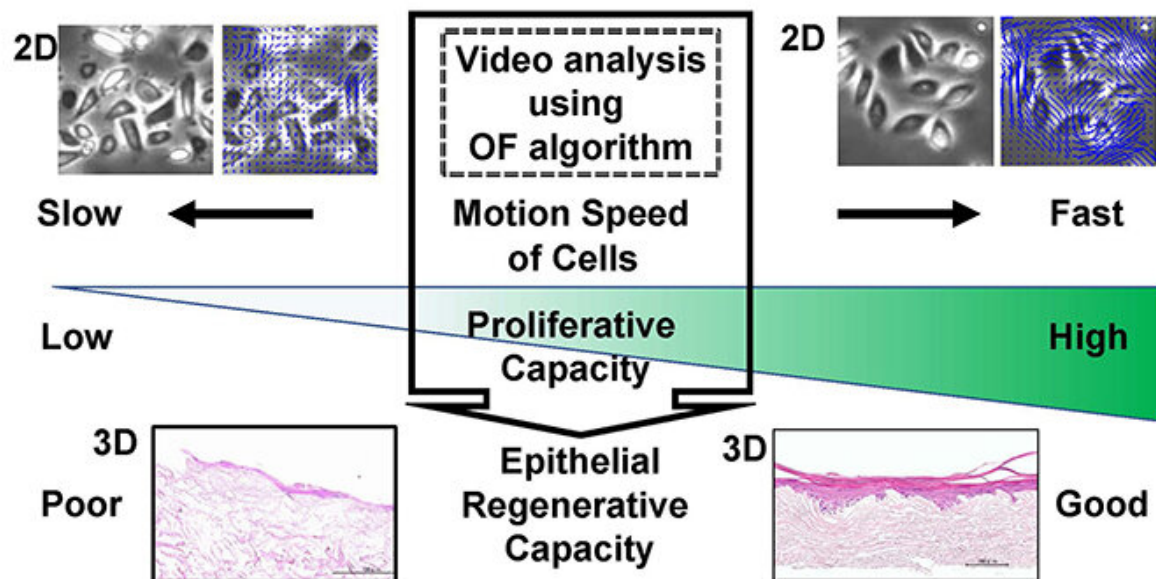 2D
Video analysis
using
OF algorithm
2D
Slow
Motion Speed
of Cells
Fast
Low
Proliferative
Capacity
High
3D
Poor
Epithelial
Regenerative
Capacity
3D
Good